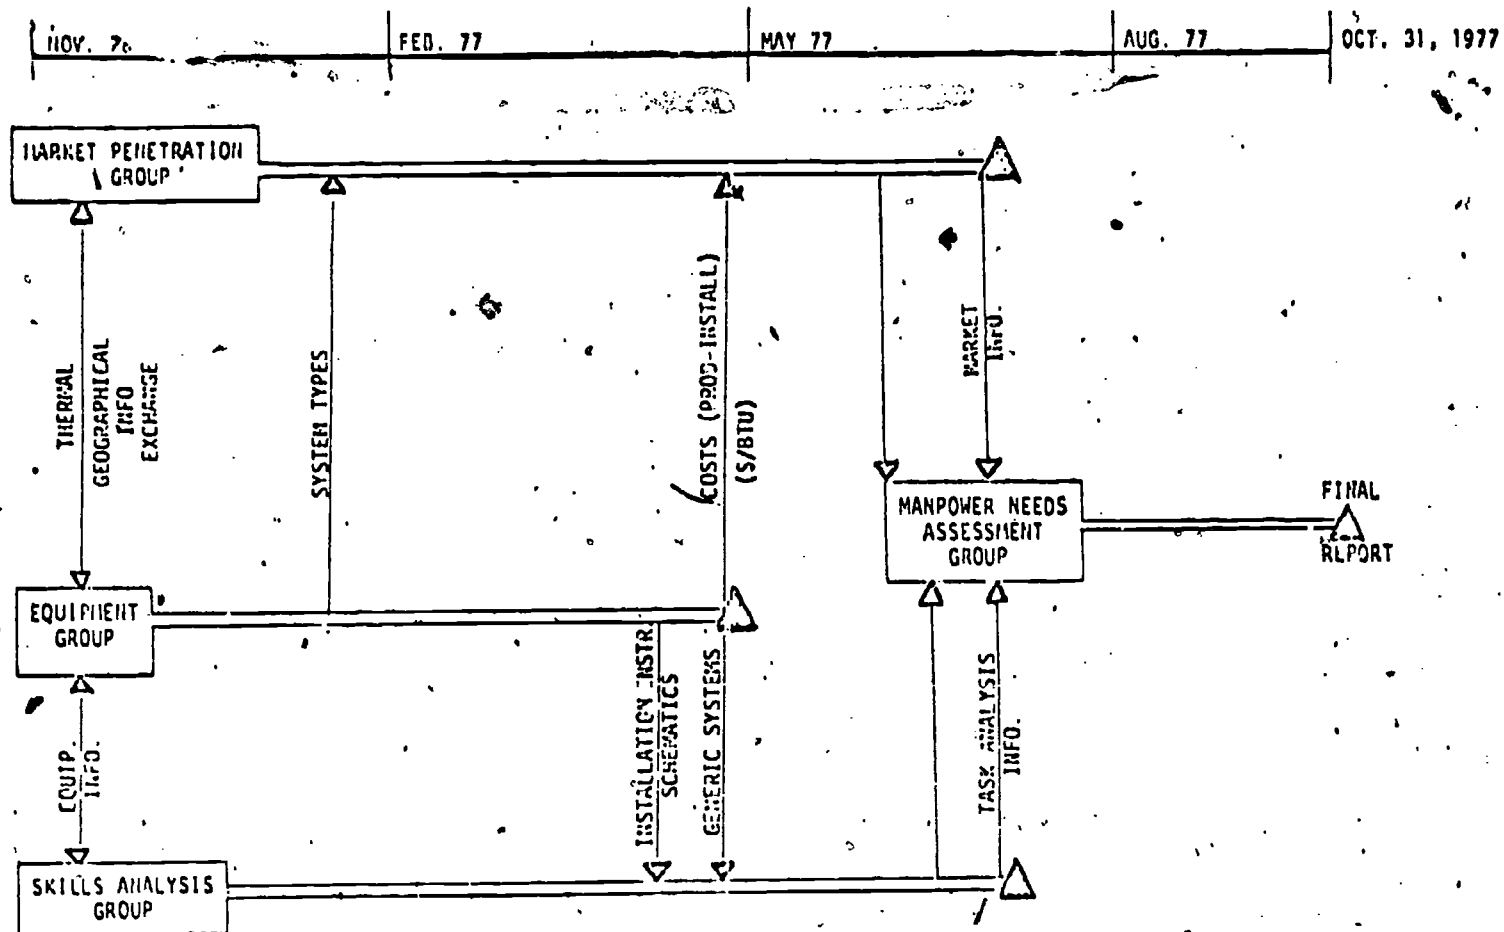 NOV. 76
FEB. 77
MAY 77
AUG. 77
OCT. 31, 1977
MARKET PENETRATION
GROUP
THERMAL
GEOGRAPHICAL
INFO
EXCHANGE
SYSTEM TYPES
COSTS (PROD-INSTALL)
($/BTU)
MARKET
INFO.
MANPOWER NEEDS
ASSESSMENT
GROUP
FINAL
REPORT
EQUIPMENT
GROUP
INSTALLATION INSTR.
SCHEMATICS
GENERIC SYSTEMS
TASK ANALYSIS
INFO.
EQUIP.
INFO.
SKILLS ANALYSIS
GROUP